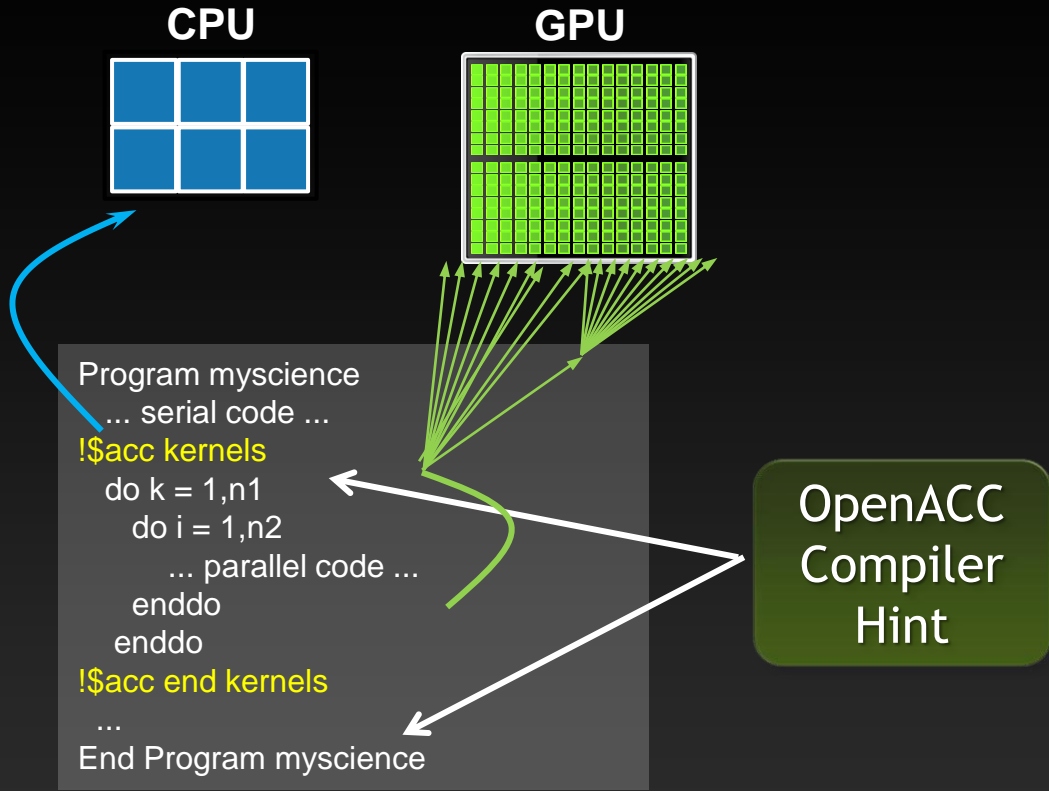 CPU
GPU
Program myscience
... serial code ...
!$acc kernels
do k = 1,n1
do i = 1,n2
... parallel code ...
enddo
enddo
!$acc end kernels
...
End Program myscience
OpenACC
Compiler
Hint